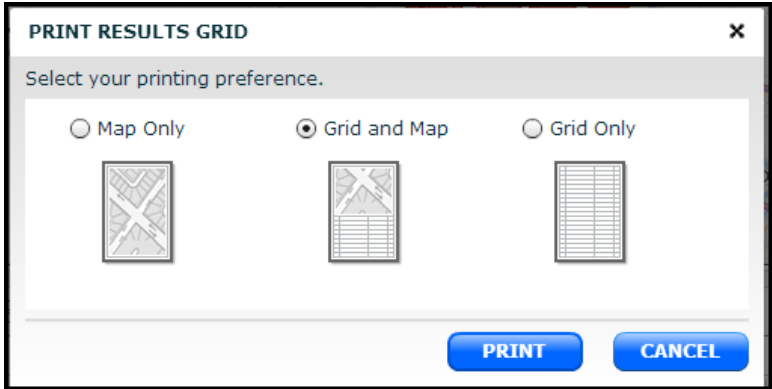 PRINT RESULTS GRID
Select your printing preference.
Map Only Grid and Map Grid Only
PRINT CANCEL